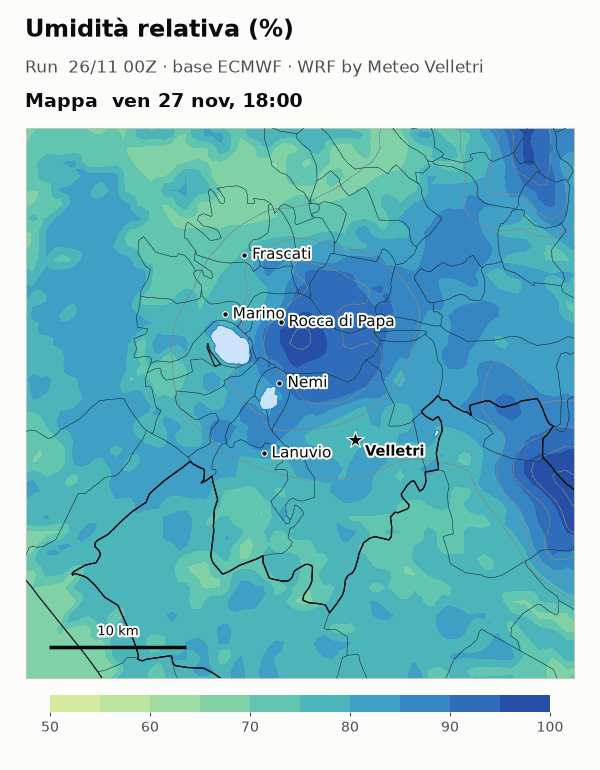 Umidità relativa (%)
Run  26/11 00Z · base ECMWF · WRF by Meteo Velletri
Mappa  ven 27 nov, 18:00
Frascati
Marino
Rocca di Papa
Nemi
Velletri
Lanuvio
10 km
50 60 70 80 90 100